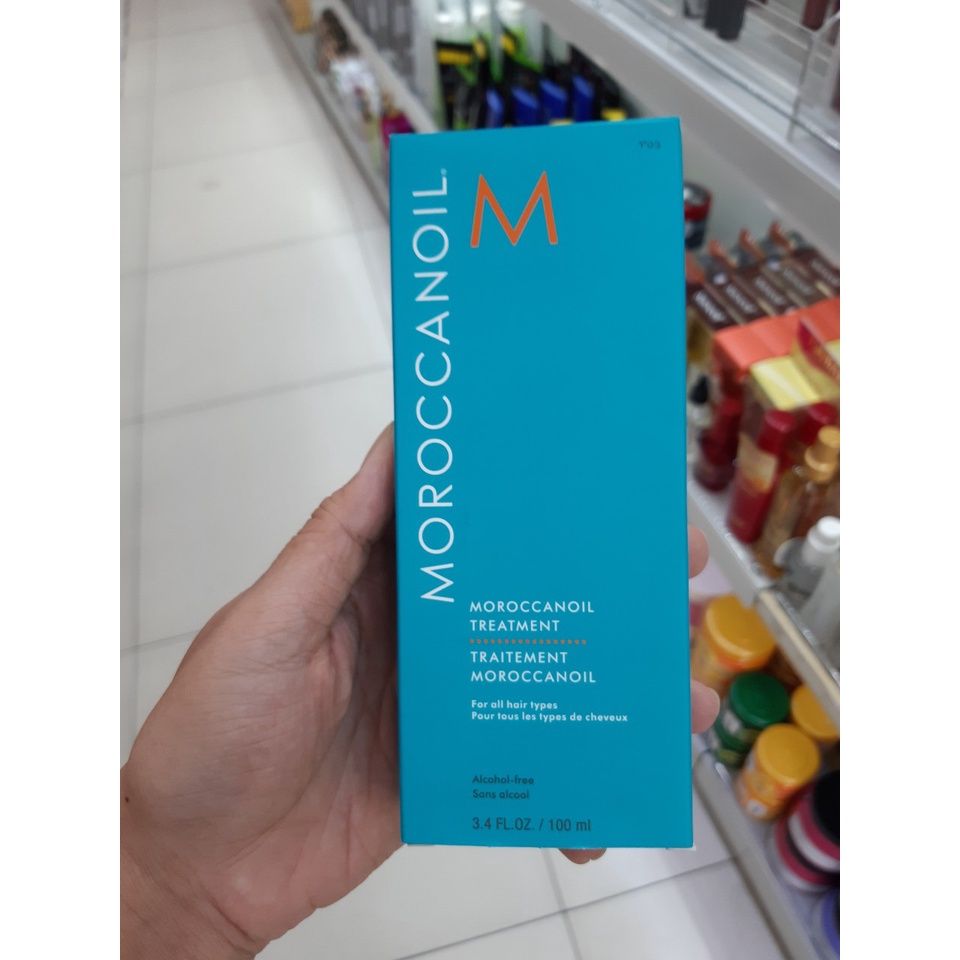 MOROCCANOIL
M
MOROCCANOIL
TREATMENT
TRAITEMENT
MOROCCANOIL
For all hair types
Pour tous les types de cheveux
Alcohol-free
Sans alcool
3.4 FL.OZ. / 100 ml